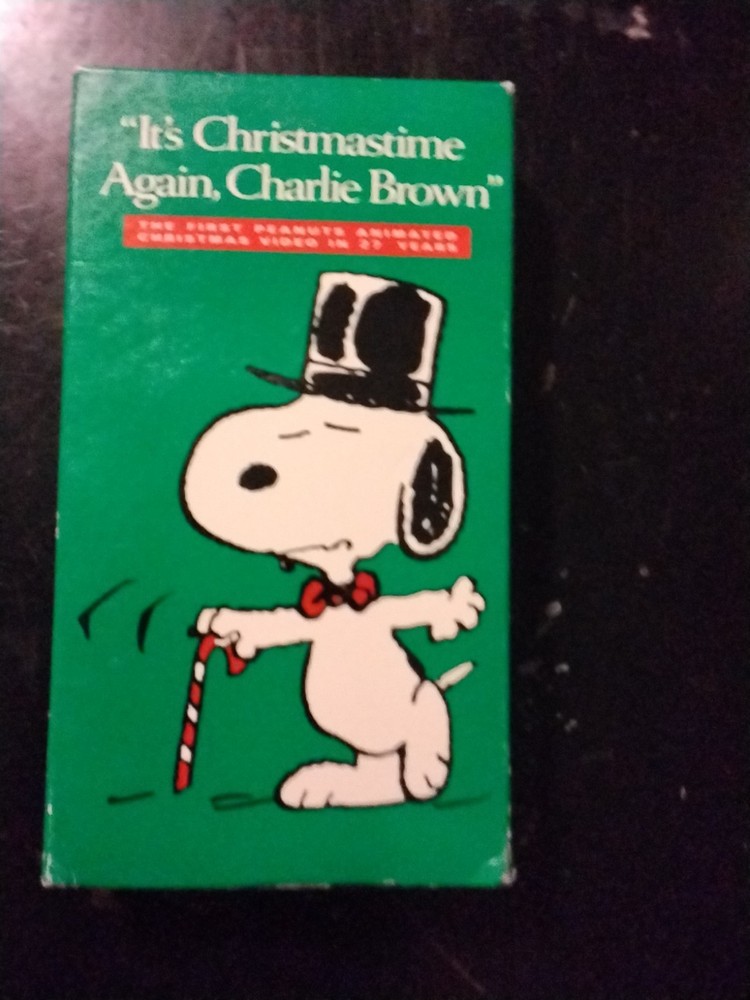 “It's Christmastime
Again, Charlie Brown”
THE FIRST PEANUTS ANIMATED
CHRISTMAS VIDEO IN 27 YEARS